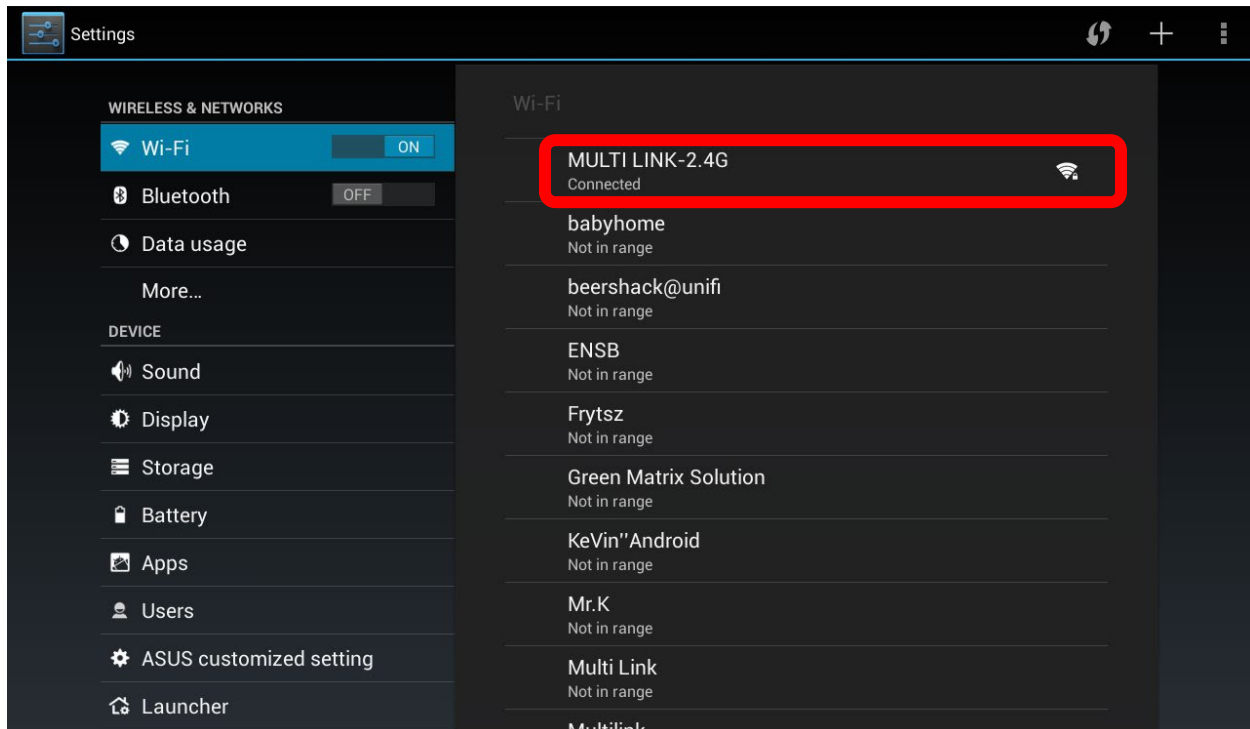 Settings
WIRELESS & NETWORKS
Wi-Fi
ON
Bluetooth
OFF
Data usage
More...
DEVICE
Sound
Display
Storage
Battery
Apps
Users
ASUS customized setting
Launcher
Wi-Fi
MULTI LINK-2.4G
Connected
babyhome
Not in range
beershack@unifi
Not in range
ENSB
Not in range
Frytsz
Not in range
Green Matrix Solution
Not in range
KeVin''Android
Not in range
Mr.K
Not in range
Multi Link
Not in range
Multilink